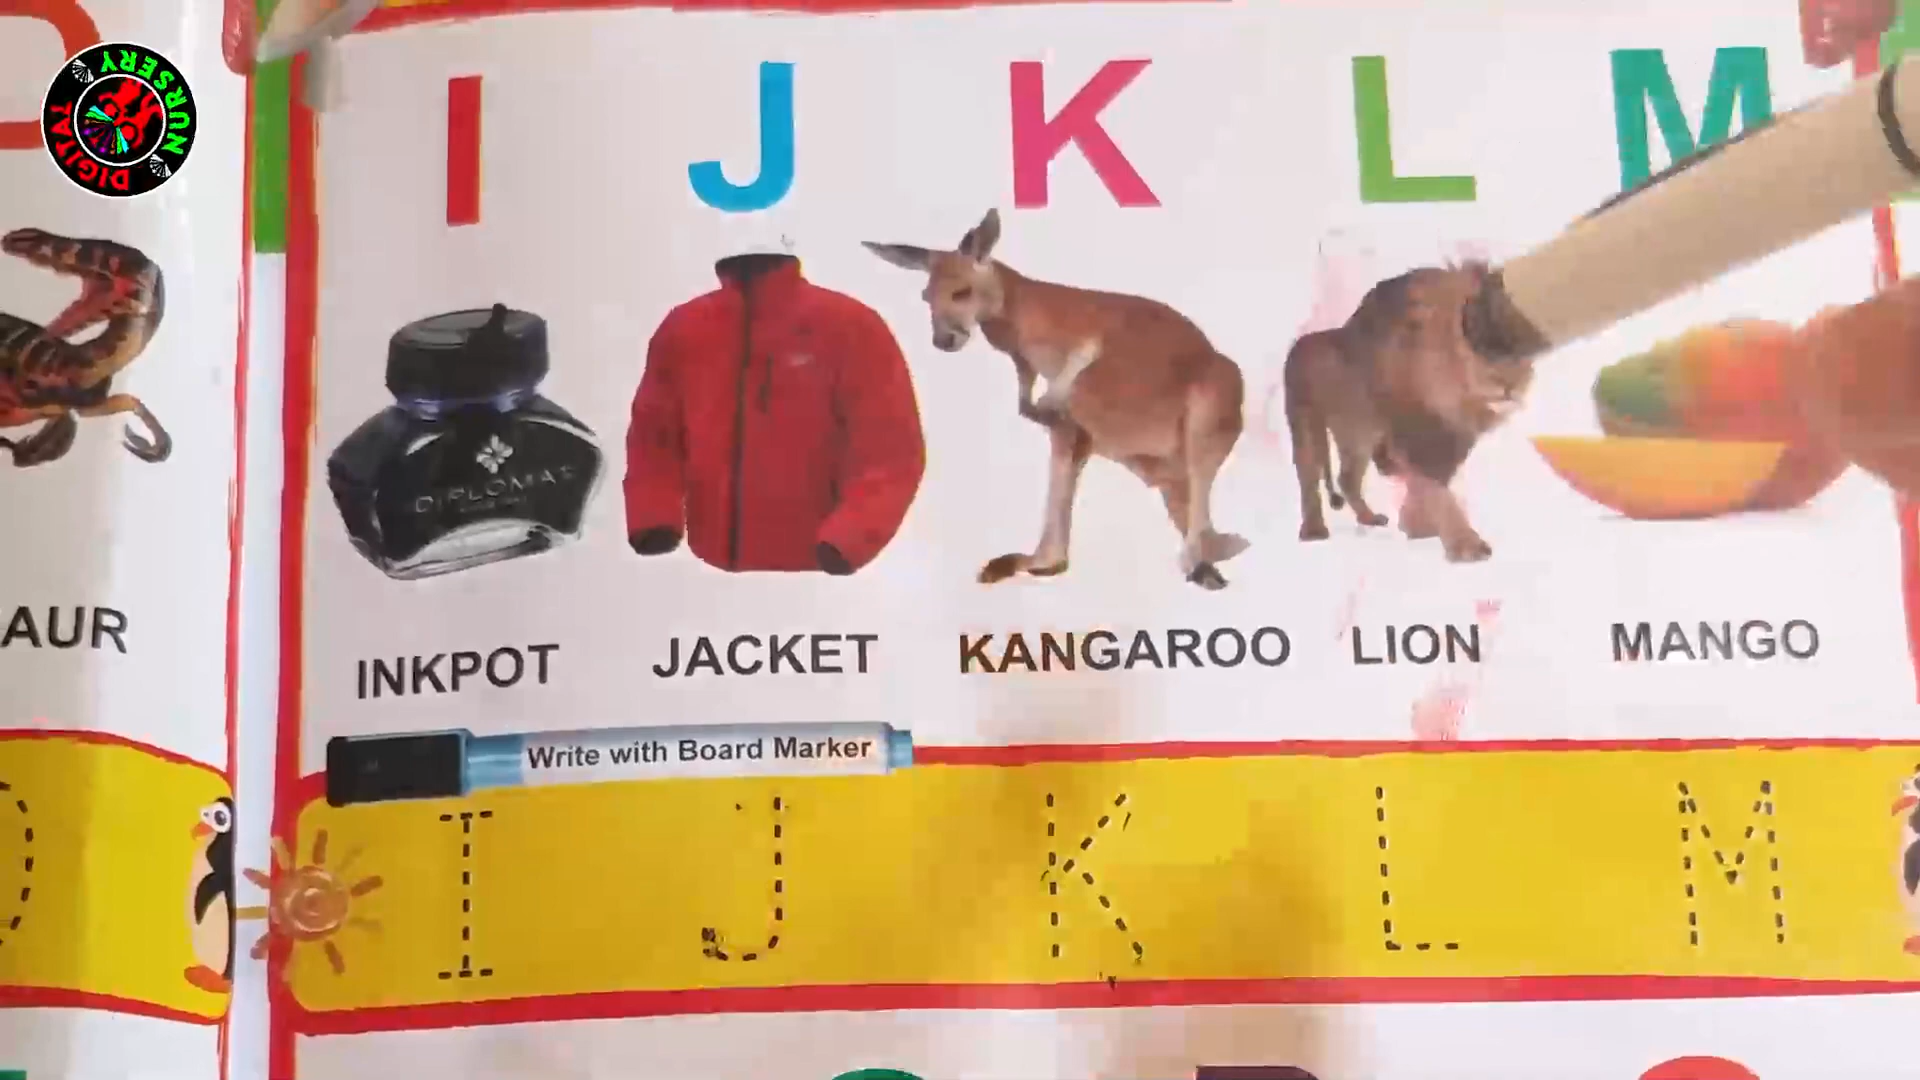 DIGITAL NURSERY
I J K L M
DIPLOMAT
AUR
INKPOT JACKET KANGAROO LION MANGO
Write with Board Marker
I J K L M